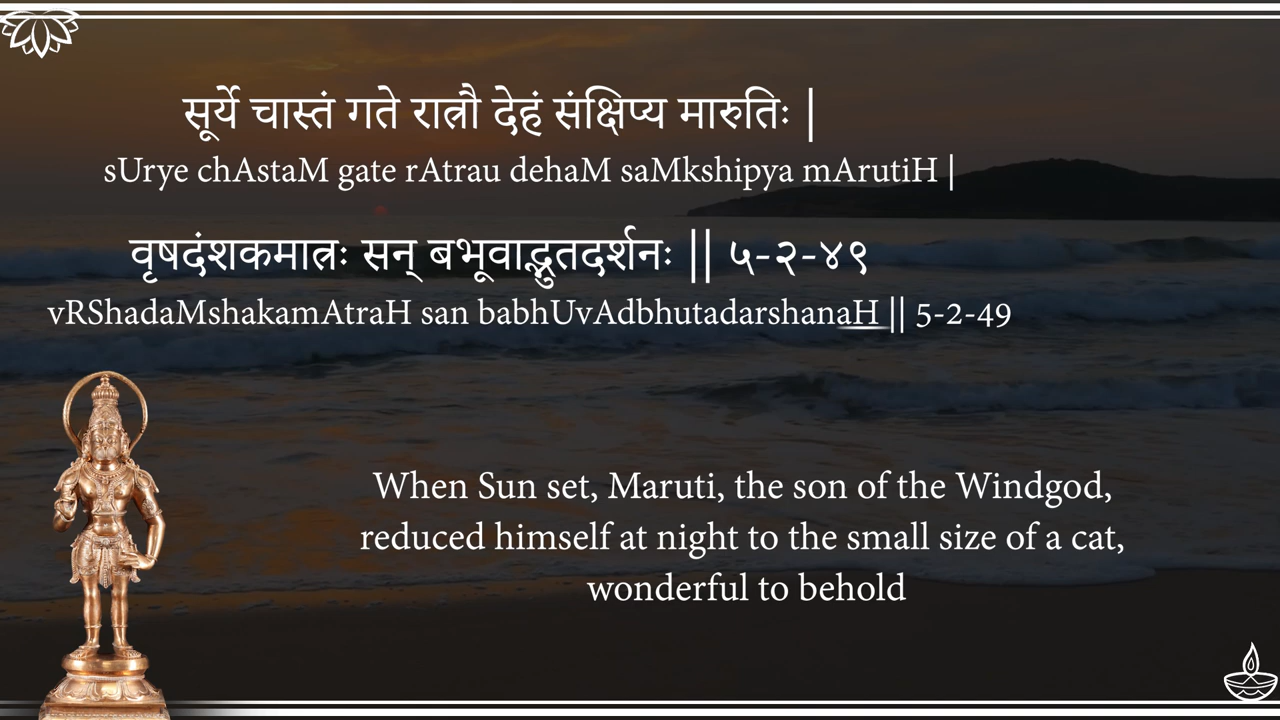 सूर्ये चास्तं गते रात्रौ देहं संक्षिप्य मारुतिः |
sUrye chAstaM gate rAtrau dehaM saMkshipya mArutiH |
वृषदंशकमात्रः सन् बभूवाद्भुतदर्शनः || ५-२-४९
vRShadaMshakamAtraH san babhUvAdbhutadarshanaH || 5-2-49
When Sun set, Maruti, the son of the Windgod,
reduced himself at night to the small size of a cat,
wonderful to behold